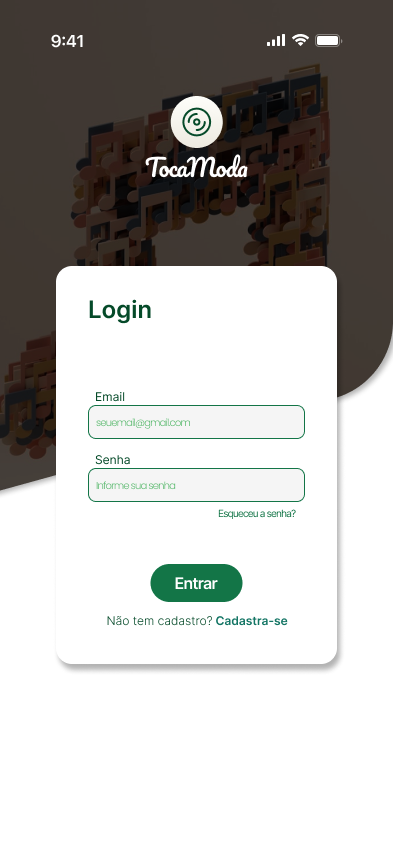 9:41
TocaModa
Login
Email
seuemail@gmail.com
Senha
Informe sua senha
Esqueceu a senha?
Entrar
Não tem cadastro? Cadastra-se